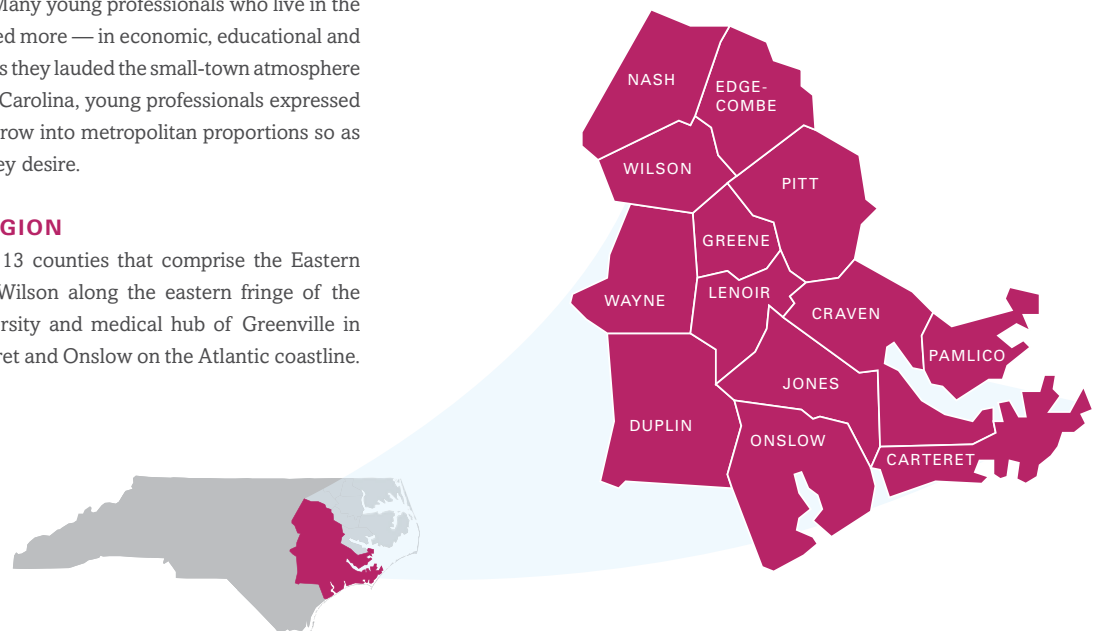 Many young professionals who live in the
ed more — in economic, educational and
s they lauded the small-town atmosphere
Carolina, young professionals expressed
row into metropolitan proportions so as
ey desire.
GION
13 counties that comprise the Eastern
Wilson along the eastern fringe of the
rsity and medical hub of Greenville in
ret and Onslow on the Atlantic coastline.
NASH
EDGE-
COMBE
WILSON
PITT
GREENE
WAYNE
LENOIR
CRAVEN
PAMLICO
JONES
DUPLIN
ONSLOW
CARTERET